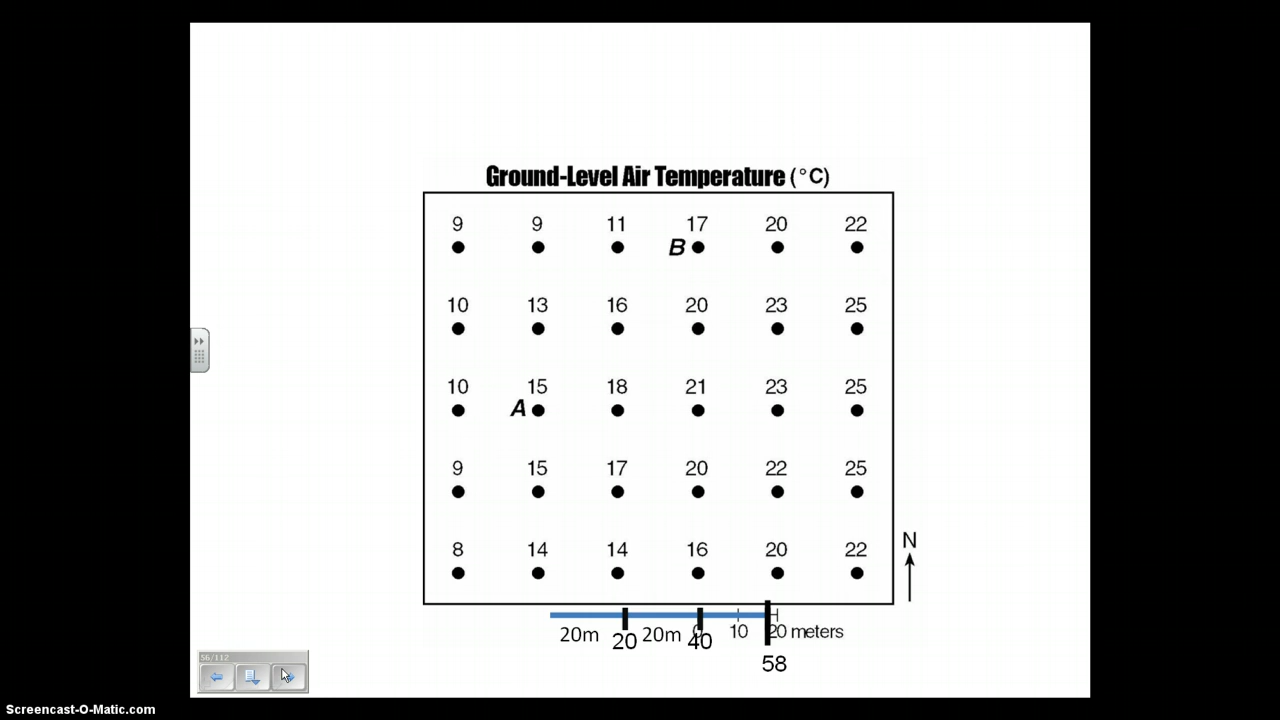 Ground-Level Air Temperature (°C)
9 9 11 17 20 22
B
10 13 16 20 23 25
10 15 18 21 23 25
A
9 15 17 20 22 25
8 14 14 16 20 22
N
20m 20 20m 40 10 20 meters
58
56/112
Screencast-O-Matic.com